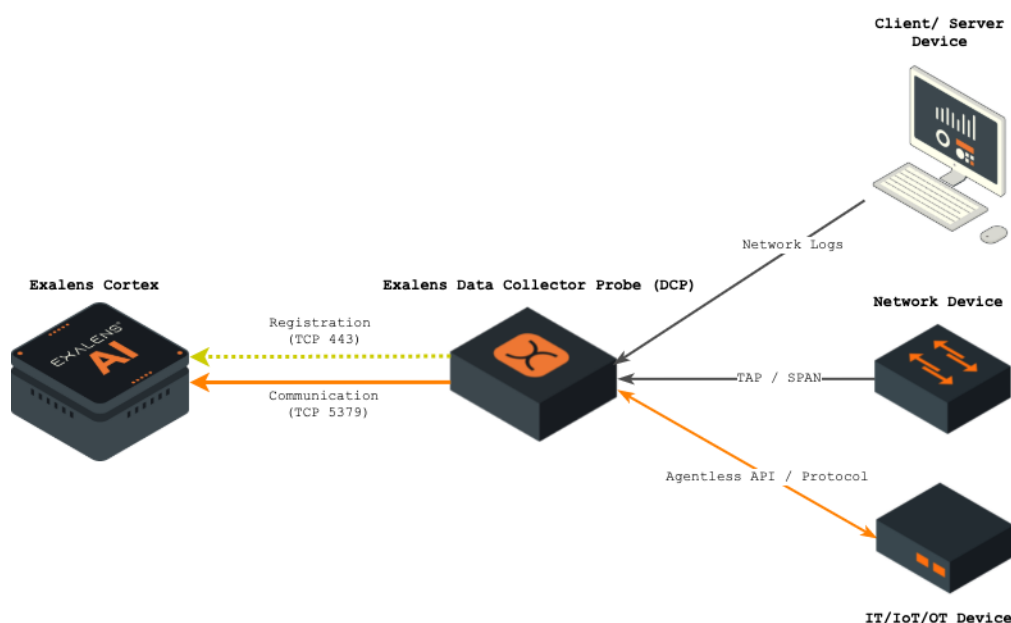 Client/ Server
Device
Network Logs
Exalens Cortex
Exalens Data Collector Probe (DCP)
Network Device
Registration
(TCP 443)
EXALENS®
AI
TAP / SPAN
Communication
(TCP 5379)
Agentless API / Protocol
IT/IoT/OT Device